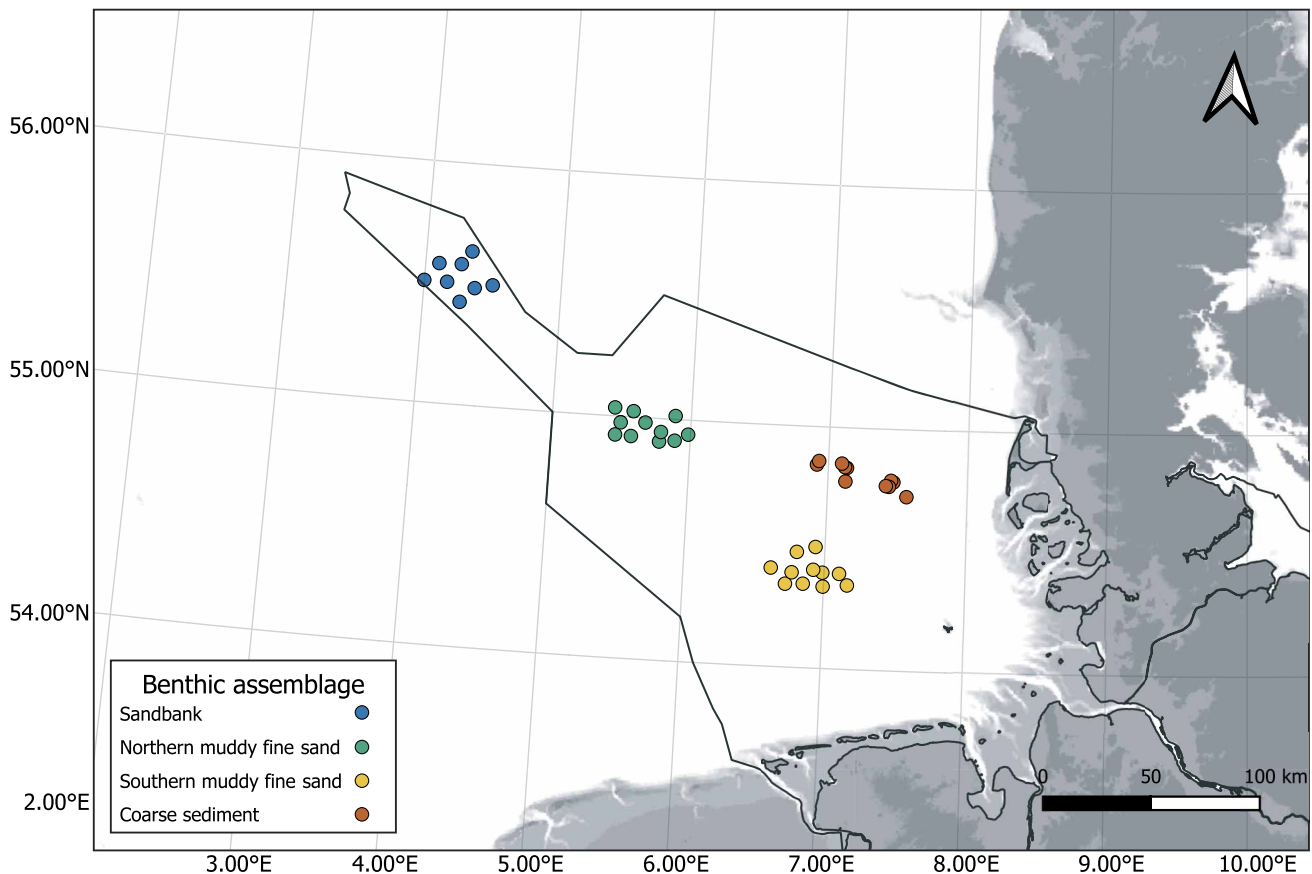 56.00°N
55.00°N
54.00°N
Benthic assemblage
Sandbank
Northern muddy fine sand
Southern muddy fine sand
Coarse sediment
0 50 100 km
2.00°E
3.00°E 4.00°E 5.00°E 6.00°E 7.00°E 8.00°E 9.00°E 10.00°E